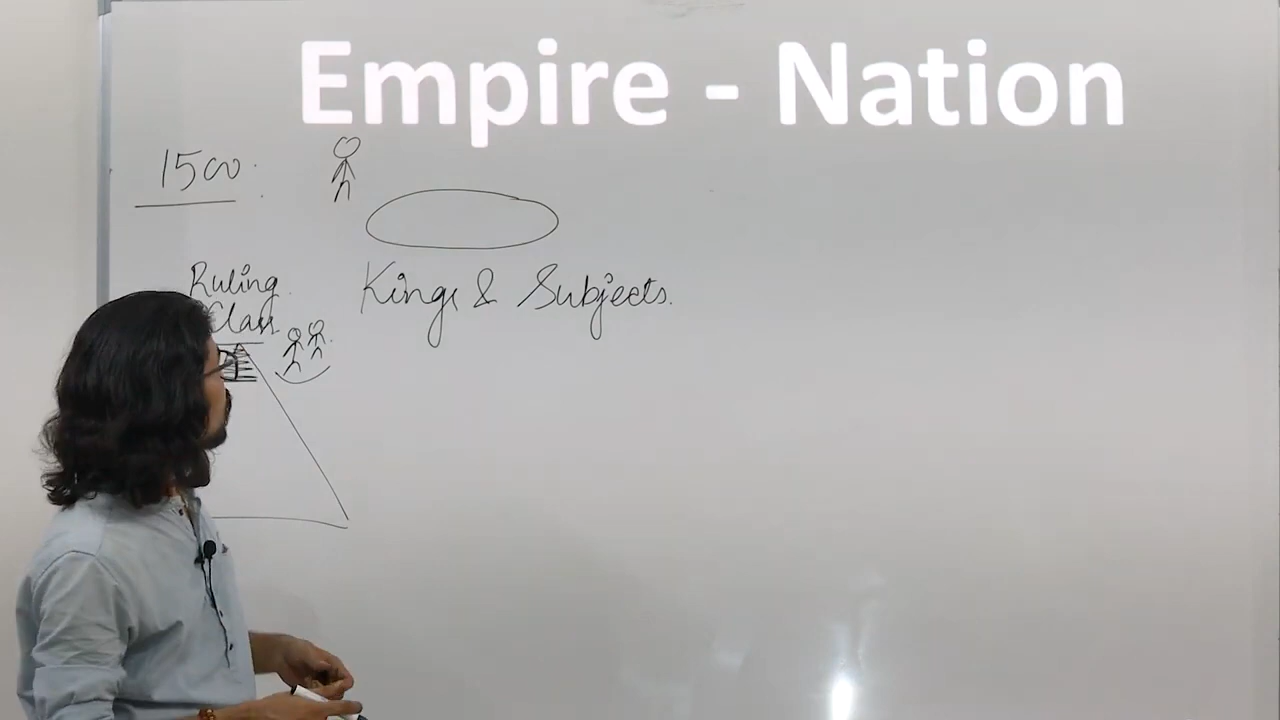 Empire - Nation
1500.
Ruling
Class
Kings & Subjects.